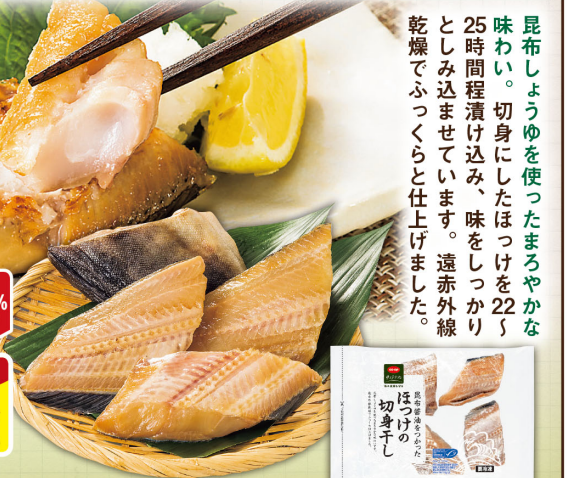 昆布しょうゆを使ったまろやかな
味わい。切身にしたほっけを22〜
25時間程漬け込み、味をしっかり
としみ込ませています。遠赤外線
乾燥でふっくらと仕上げました。
%
昆布醤油をつかった
ほっけの
切身干し